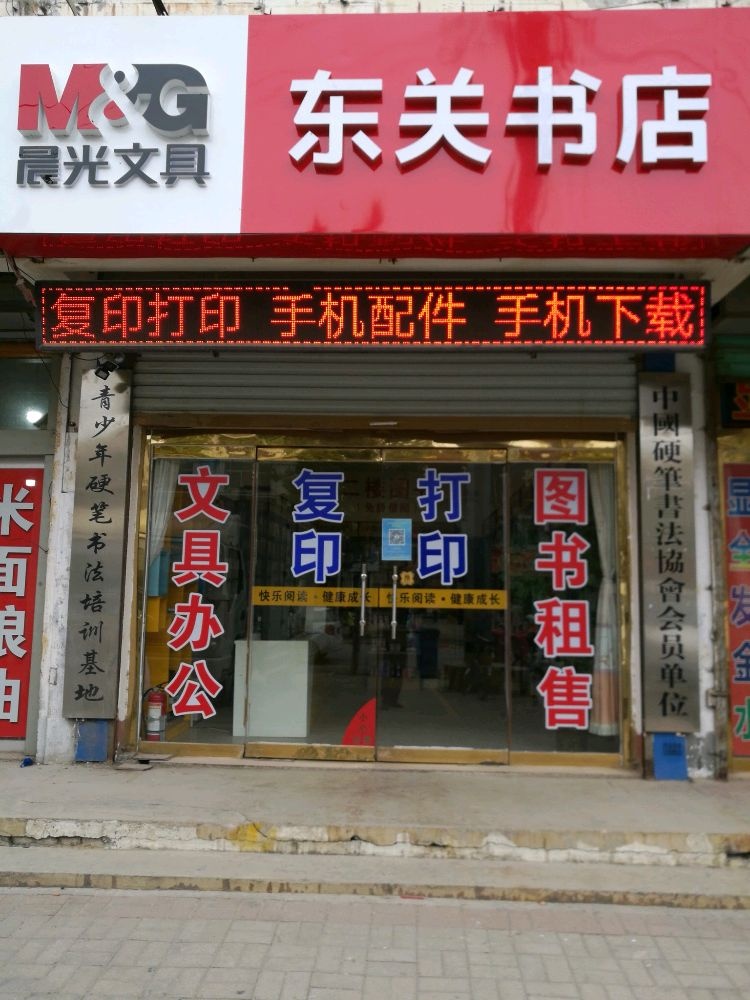 M&G
晨光文具
东关书店
复印打印 手机配件 手机下载
青少年硬笔书法培训基地
中國硬筆書法協會会员单位
文具办公
复印
打印
图书租售
快乐阅读·健康成长
快乐阅读·健康成长
米面粮油